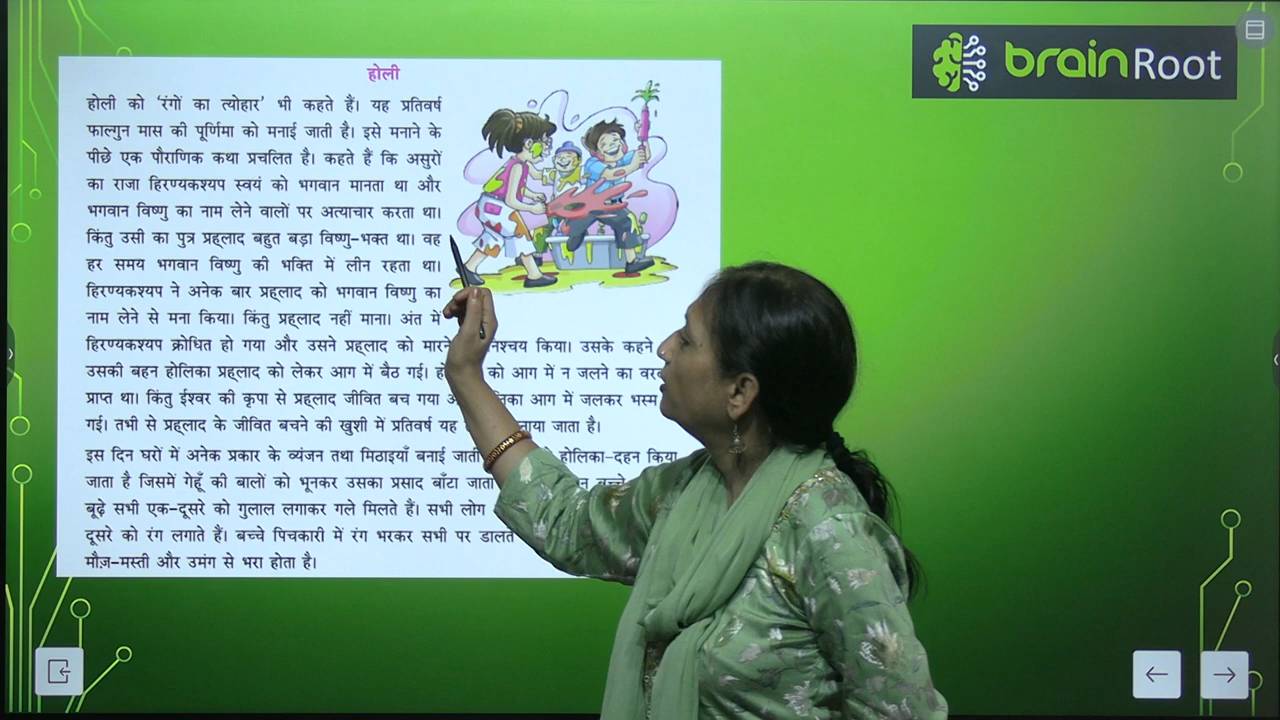 brainRoot
होली
होली को ‘रंगों का त्योहार’ भी कहते हैं। यह प्रतिवर्ष
फाल्गुन मास की पूर्णिमा को मनाई जाती है। इसे मनाने के
पीछे एक पौराणिक कथा प्रचलित है। कहते हैं कि असुरों
का राजा हिरण्यकश्यप स्वयं को भगवान मानता था और
भगवान विष्णु का नाम लेने वालों पर अत्याचार करता था।
किंतु उसी का पुत्र प्रह्लाद बहुत बड़ा विष्णु-भक्त था। वह
हर समय भगवान विष्णु की भक्ति में लीन रहता था।
हिरण्यकश्यप ने अनेक बार प्रह्लाद को भगवान विष्णु का
नाम लेने से मना किया। किंतु प्रह्लाद नहीं माना। अंत में
हिरण्यकश्यप क्रोधित हो गया और उसने प्रह्लाद को मारने किया। उसके कहने
उसकी बहन होलिका प्रह्लाद को लेकर आग में बैठ गई। को आग में न जलने का
प्राप्त था। किंतु ईश्वर की कृपा से प्रह्लाद जीवित बच गया आग में जलकर भस्म
गई। तभी से प्रह्लाद के जीवित बचने की खुशी में प्रतिवर्ष यह जाता है।
इस दिन घरों में अनेक प्रकार के व्यंजन तथा मिठाइयाँ बनाई जाती होलिका-दहन किया
जाता है जिसमें गेहूँ की बालों को भूनकर उसका प्रसाद बाँटा जाता
बूढ़े सभी एक-दूसरे को गुलाल लगाकर गले मिलते हैं। सभी लोग
दूसरे को रंग लगाते हैं। बच्चे पिचकारी में रंग भरकर सभी पर डालते
मौज़-मस्ती और उमंग से भरा होता है।